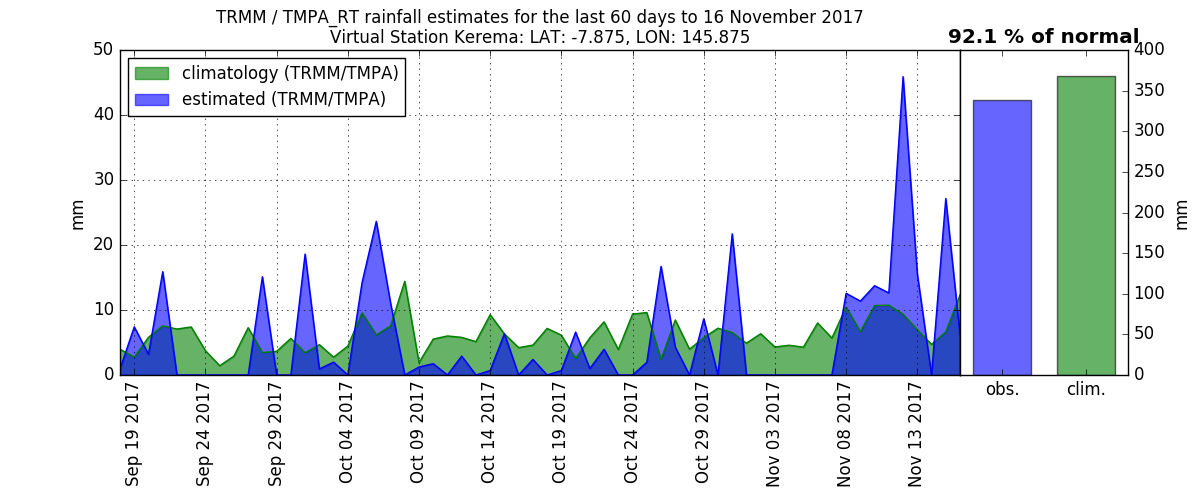 TRMM / TMPA_RT rainfall estimates for the last 60 days to 16 November 2017
Virtual Station Kerema: LAT: -7.875, LON: 145.875
92.1 % of normal
climatology (TRMM/TMPA)
estimated (TRMM/TMPA)
50
40
30
20
10
0
mm
Sep 19 2017
Sep 24 2017
Sep 29 2017
Oct 04 2017
Oct 09 2017
Oct 14 2017
Oct 19 2017
Oct 24 2017
Oct 29 2017
Nov 03 2017
Nov 08 2017
Nov 13 2017
obs.
clim.
400
350
300
250
200
150
100
50
0
mm